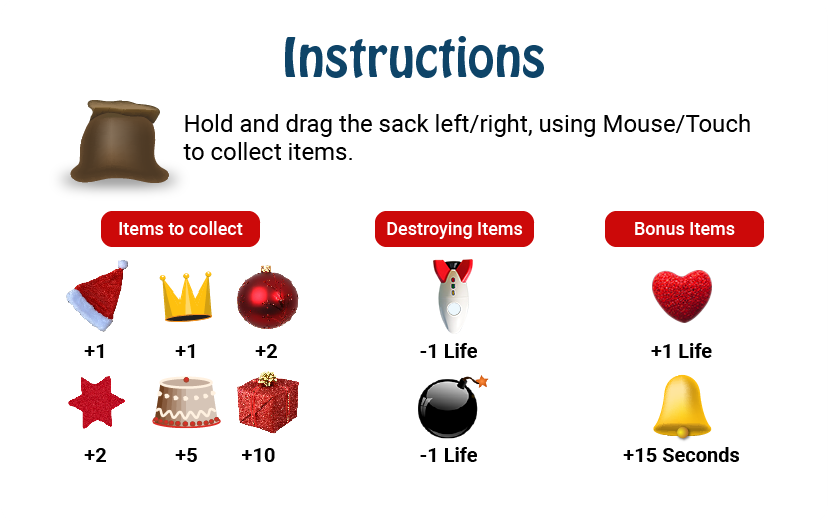 Instructions
Hold and drag the sack left/right, using Mouse/Touch
to collect items.
Items to collect
Destroying Items
Bonus Items
+1 +1 +2
-1 Life
+1 Life
+2 +5 +10
-1 Life
+15 Seconds